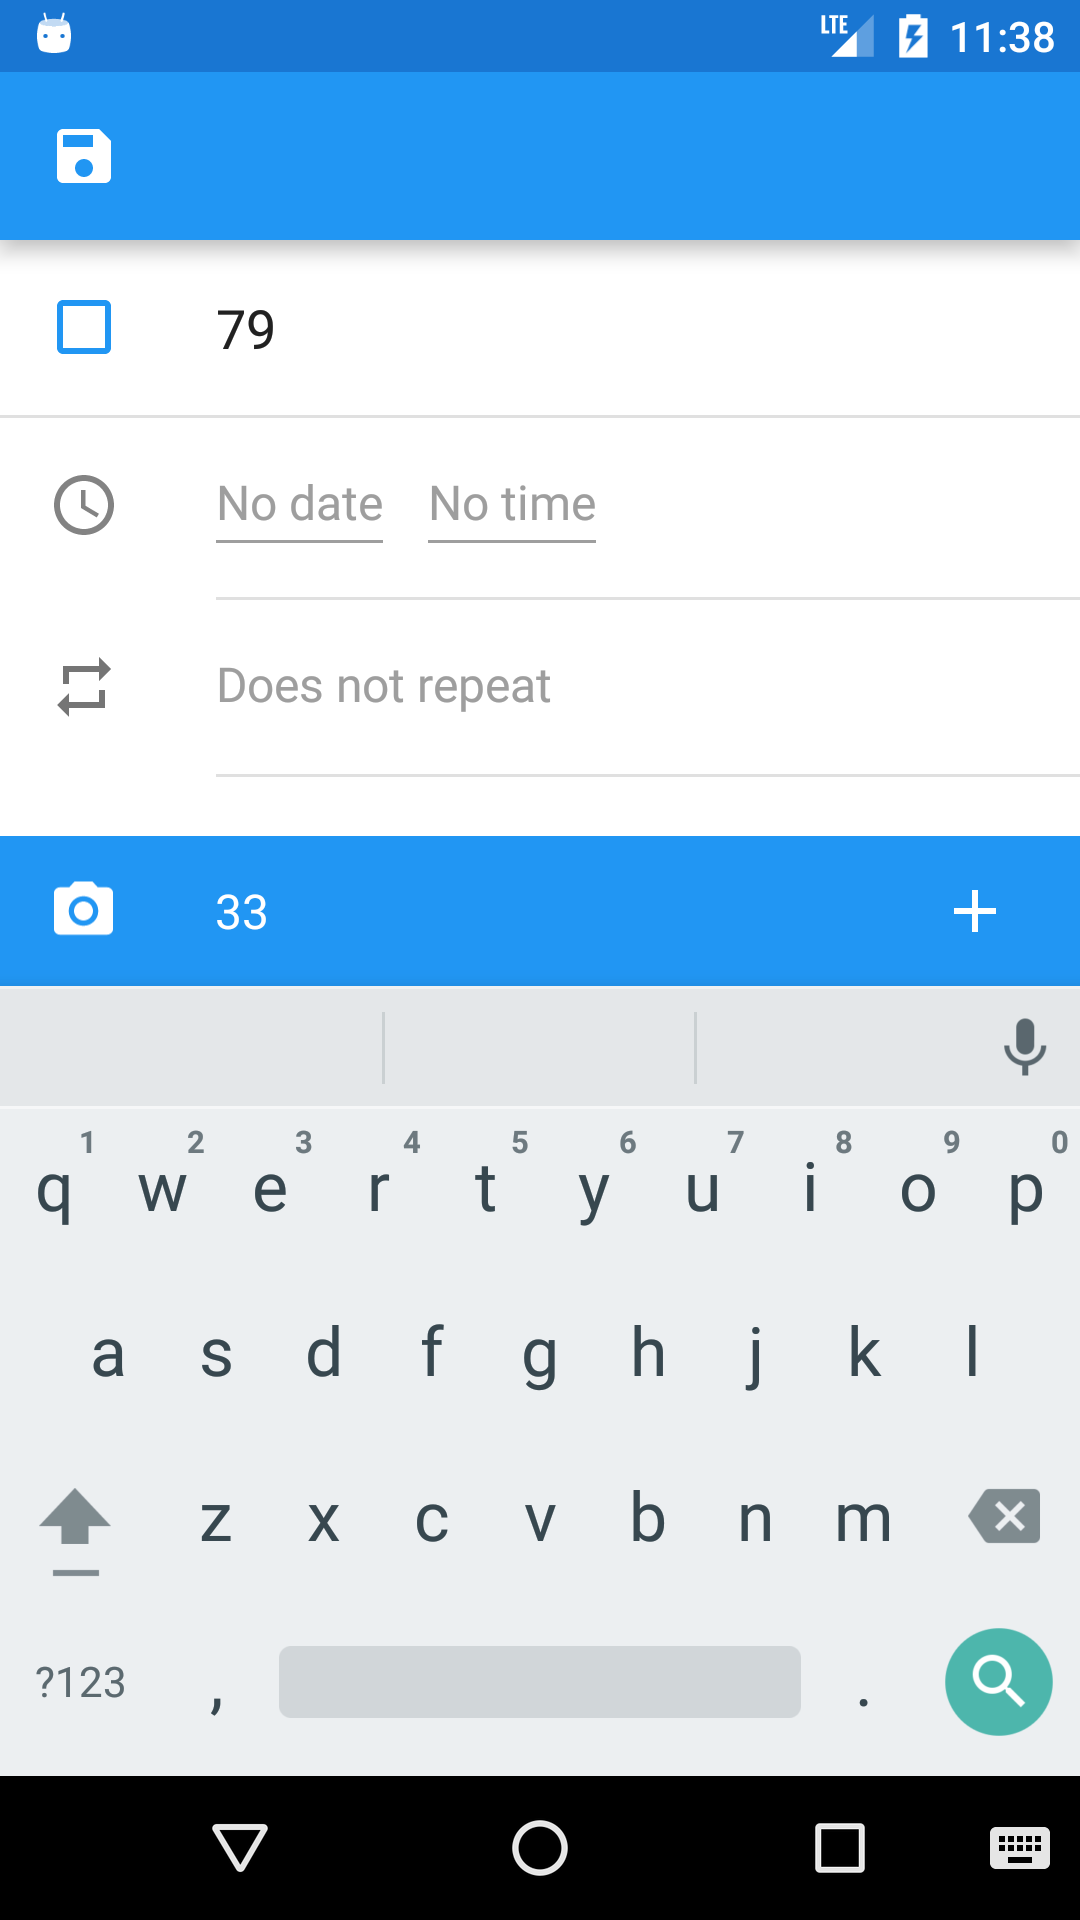 LTE 11:38
79
No date No time
Does not repeat
33
1 2 3 4 5 6 7 8 9 0
q w e r t y u i o p
a s d f g h j k l
z x c v b n m
?123 , .